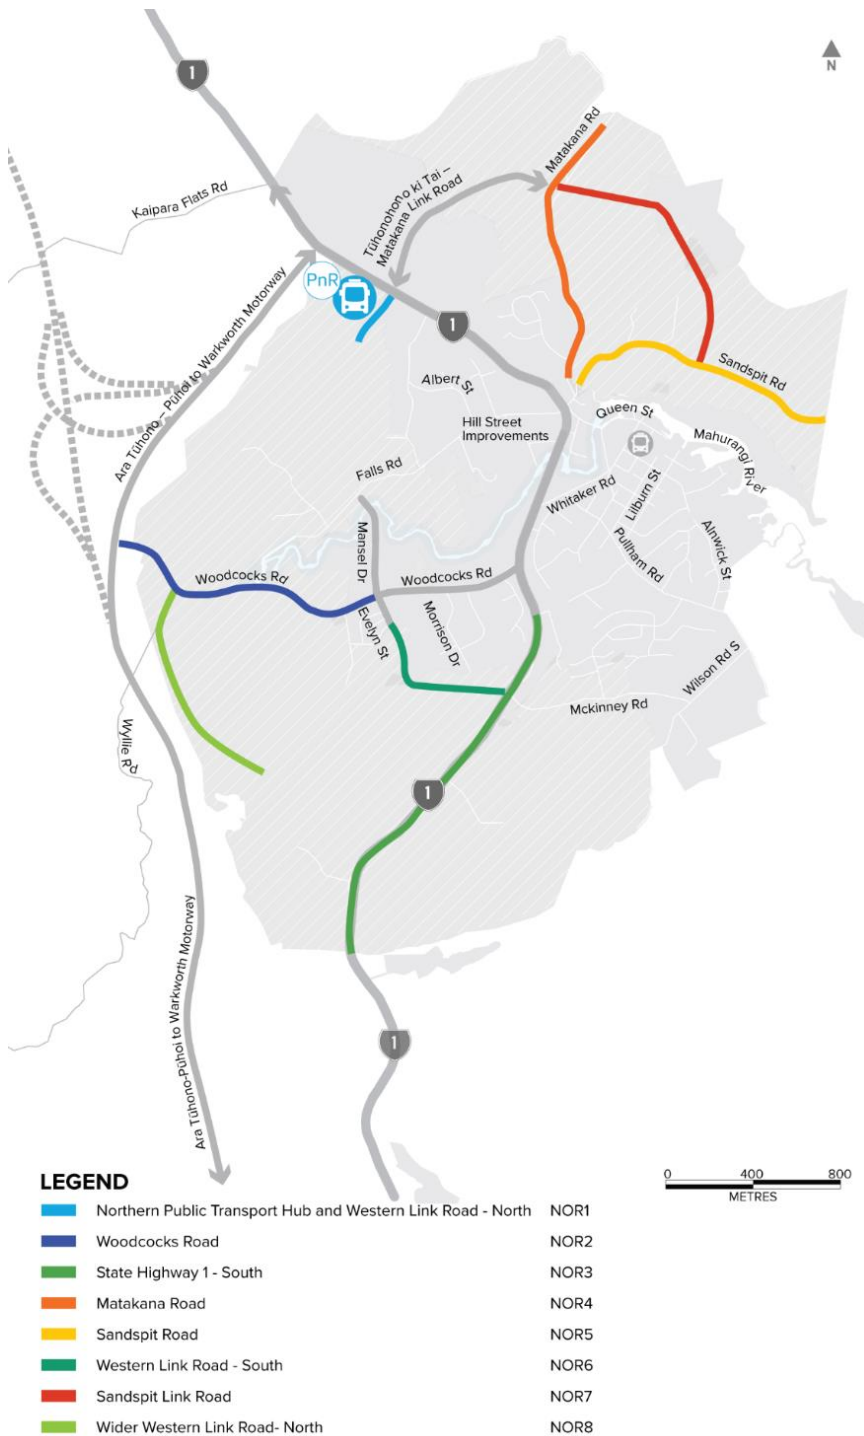 1
N
Matakana Rd
Kaipara Flats Rd
Tūhonohono ki Tai –
Matakana Link Road
PnR
1
Ara Tūhono – Pūhoi to Warkworth Motorway
Albert St
Sandspit Rd
Queen St
Hill Street
Improvements
Mahurangi River
Falls Rd
Whitaker Rd
Lilburn St
Alnwick St
Pullham Rd
Mansel Dr
Woodcocks Rd
Woodcocks Rd
Evelyn St
Morrison Dr
Wilson Rd S
Mckinney Rd
Wyllie Rd
1
Ara Tūhono-Pūhoi to Warkworth Motorway
1
LEGEND
0 400 800
METRES
Northern Public Transport Hub and Western Link Road - North NOR1
Woodcocks Road NOR2
State Highway 1 - South NOR3
Matakana Road NOR4
Sandspit Road NOR5
Western Link Road - South NOR6
Sandspit Link Road NOR7
Wider Western Link Road- North NOR8